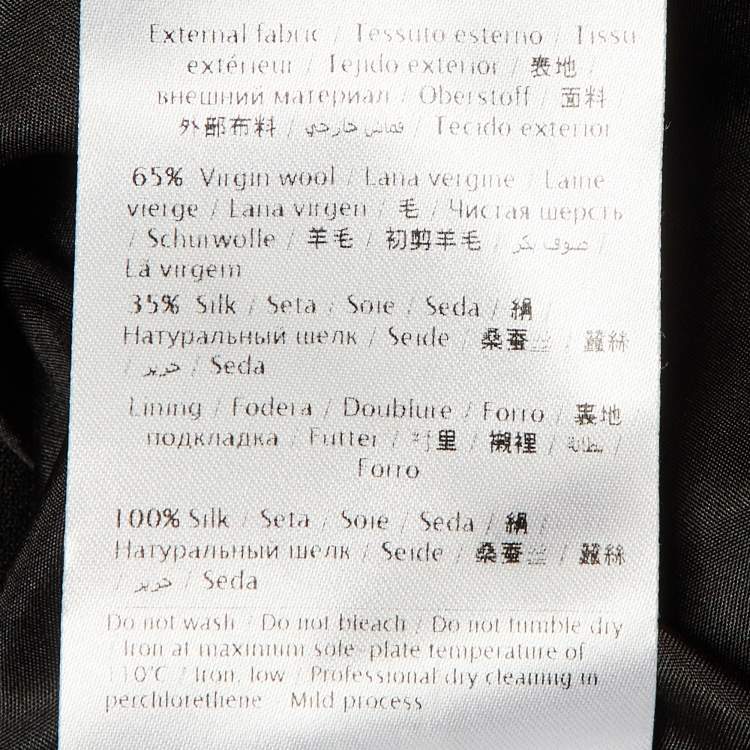 External fabric / Tessuto esterno / Tissu
extérieur / Tejido exterior / 表地 /
внешний материал / Oberstoff / 面料 /
外部布料 / قماش خارجي / Tecido exterior
65% Virgin wool / Lana vergine / Laine
vierge / Lana virgen / 毛 / Чистая шерсть
/ Schurwolle / 羊毛 / 初剪羊毛 / صوف بكر /
Lã virgem
35% Silk / Seta / Soie / Seda / 絹 /
Натуральный шелк / Seide / 桑蚕丝 / 蠶絲
/ حرير / Seda
Lining / Fodera / Doublure / Forro / 裏地 /
подкладка / Futter / 衬里 / 襯裡 / بطانة /
Forro
100% Silk / Seta / Soie / Seda / 絹 /
Натуральный шелк / Seide / 桑蚕丝 / 蠶絲
/ حرير / Seda
Do not wash / Do not bleach / Do not tumble dry
/ Iron at maximum sole-plate temperature of
110°C / Iron, low / Professional dry cleaning in
perchlorethene - Mild process